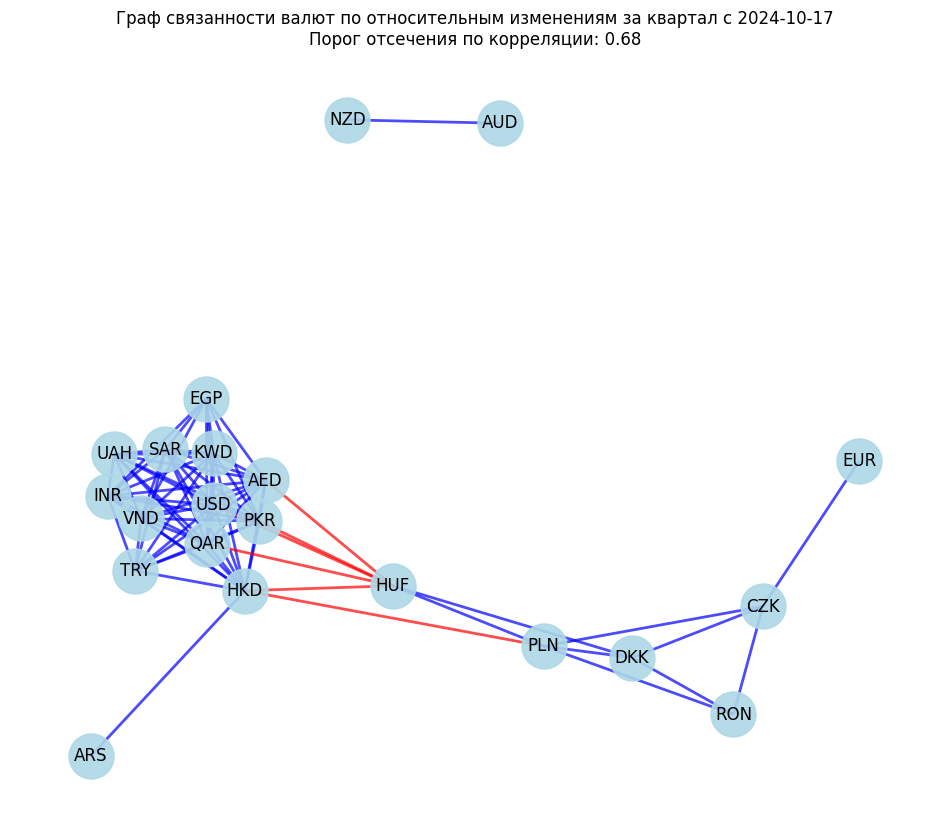 Граф связанности валют по относительным изменениям за квартал с 2024-10-17
Порог отсечения по корреляции: 0.68
NZD
AUD
EGP
UAH
SAR
KWD
EUR
AED
INR
USD
VND
PKR
QAR
TRY
HUF
HKD
CZK
PLN
DKK
RON
ARS